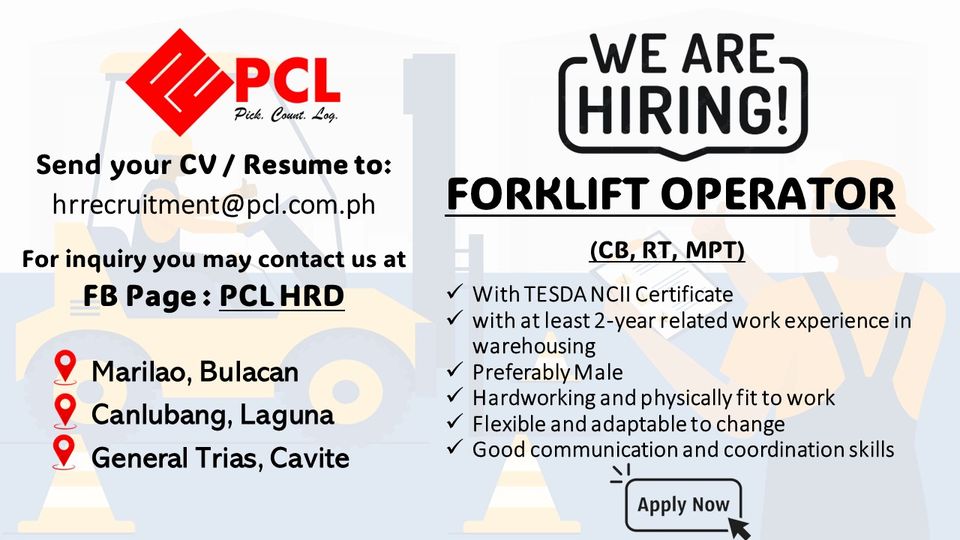 PCL
Pick. Count. Log.
Send your CV / Resume to:
hrrecruitment@pcl.com.ph
For inquiry you may contact us at
FB Page : PCL HRD
Marilao, Bulacan
Canlubang, Laguna
General Trias, Cavite
WE ARE
HIRING!
FORKLIFT OPERATOR
(CB, RT, MPT)
✓ With TESDA NCII Certificate
✓ with at least 2-year related work experience in
warehousing
✓ Preferably Male
✓ Hardworking and physically fit to work
✓ Flexible and adaptable to change
✓ Good communication and coordination skills
Apply Now